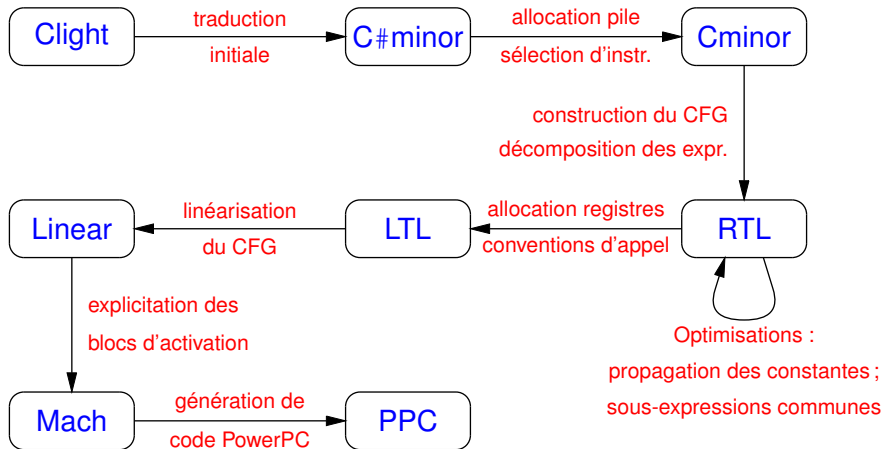 Clight
traduction
initiale
C#minor
allocation pile
sélection d'instr.
Cminor
construction du CFG
décomposition des expr.
RTL
Optimisations :
propagation des constantes ;
sous-expressions communes
allocation registres
conventions d'appel
LTL
linéarisation
du CFG
Linear
explicitation des
blocs d'activation
Mach
génération de
code PowerPC
PPC